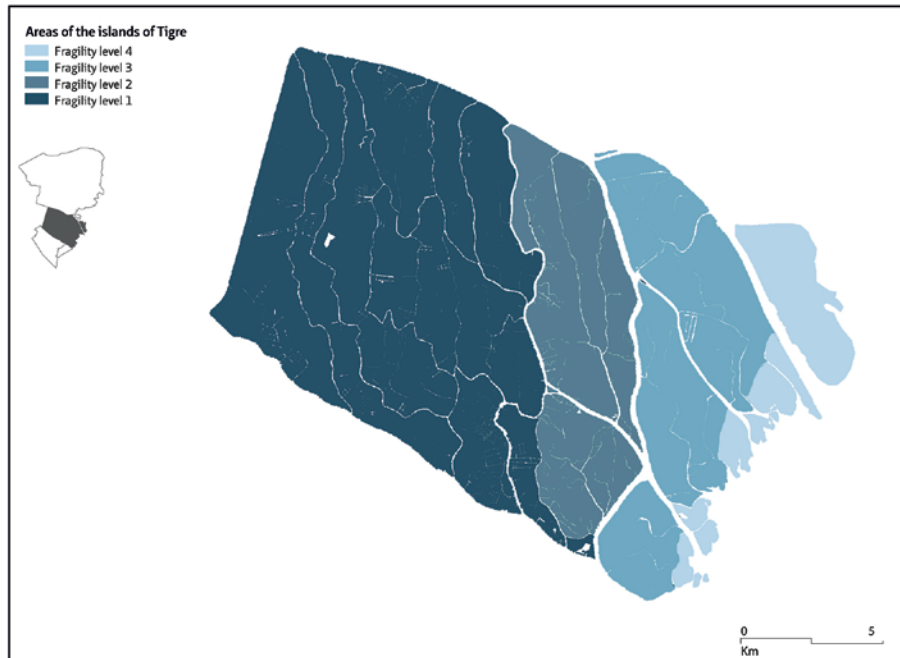 Areas of the islands of Tigre
Fragility level 4
Fragility level 3
Fragility level 2
Fragility level 1
0 5
Km